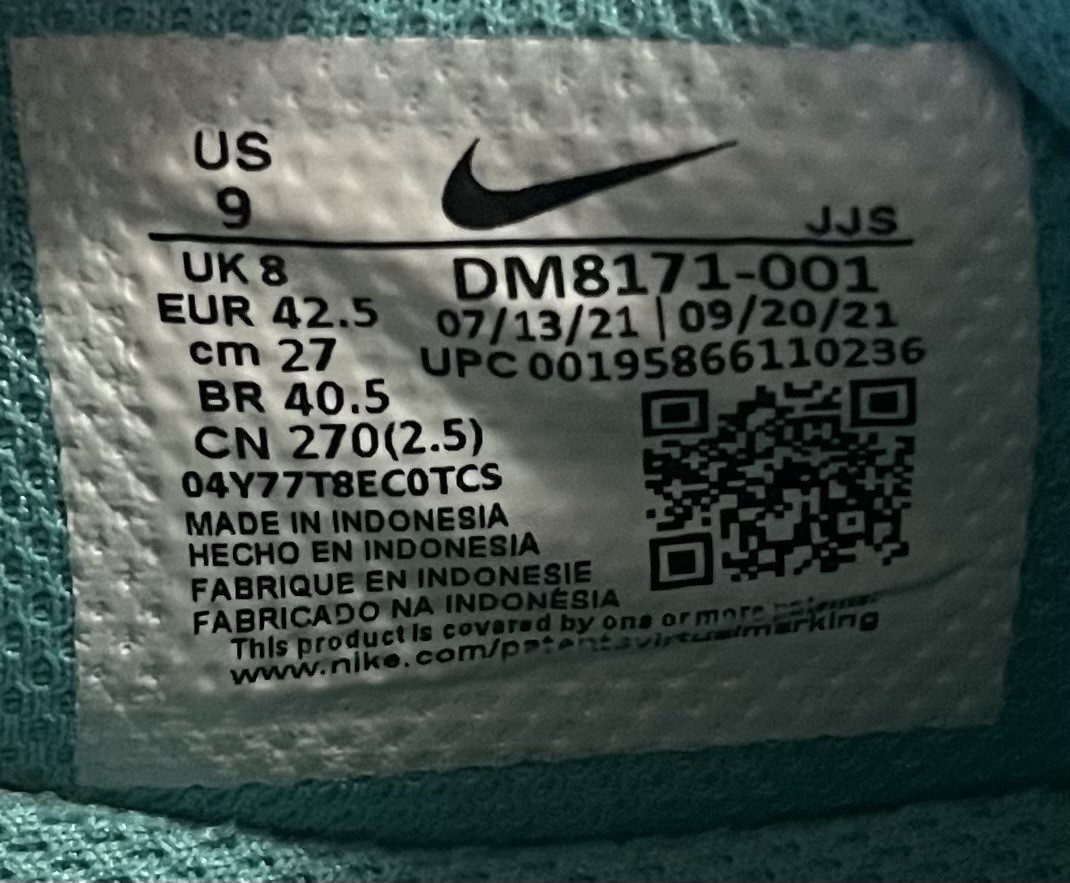 US
9
JJS
UK 8
EUR 42.5
cm 27
BR 40.5
CN 270(2.5)
DM8171-001
07/13/21 | 09/20/21
UPC 00195866110236
04Y77T8EC0TCS
MADE IN INDONESIA
HECHO EN INDONESIA
FABRIQUE EN INDONESIE
FABRICADO NA INDONÉSIA
This product is covered by one or more
www.nike.com/patentsvirtualmarking